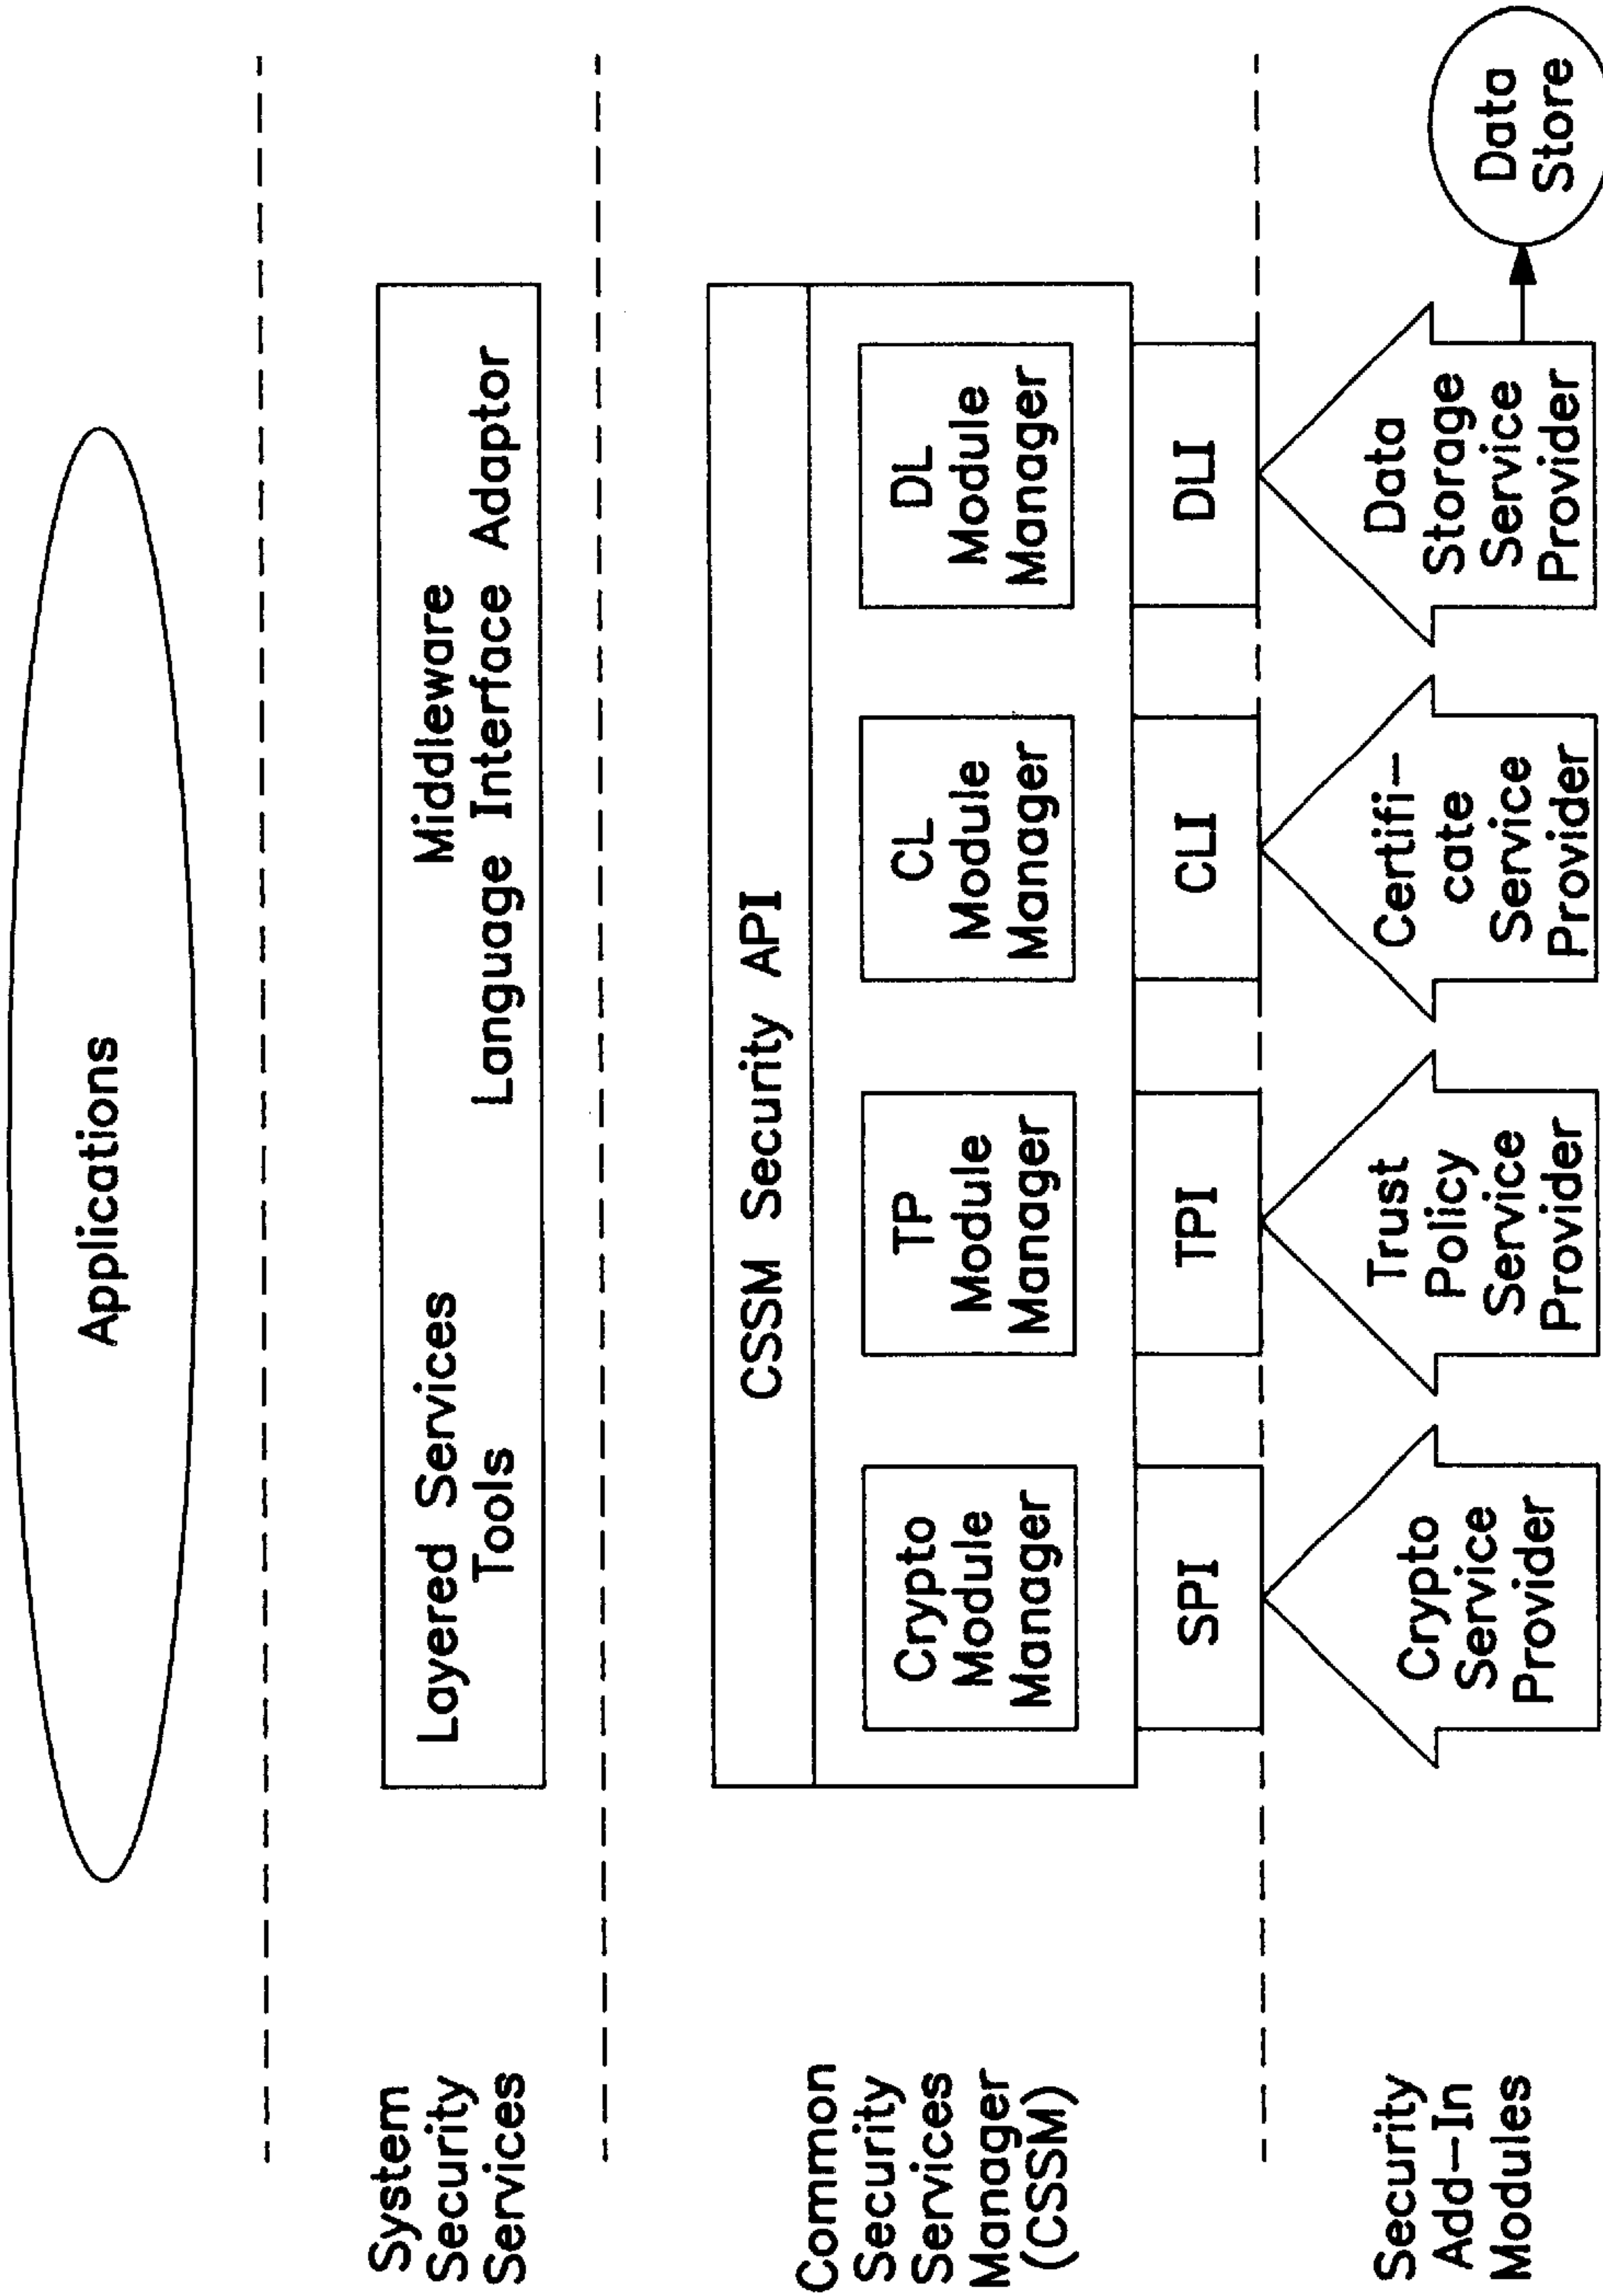 Applications
System
Security
Services
Layered Services
Tools
Middleware
Language Interface Adaptor
Common
Security
Services
Manager
(CSSM)
CSSM Security API
Crypto
Module
Manager
TP
Module
Manager
CL
Module
Manager
DL
Module
Manager
SPI
TPI
CLI
DLI
Security
Add-In
Modules
Crypto
Service
Provider
Trust
Policy
Service
Provider
Certifi-
cate
Service
Provider
Data
Storage
Service
Provider
Data
Store